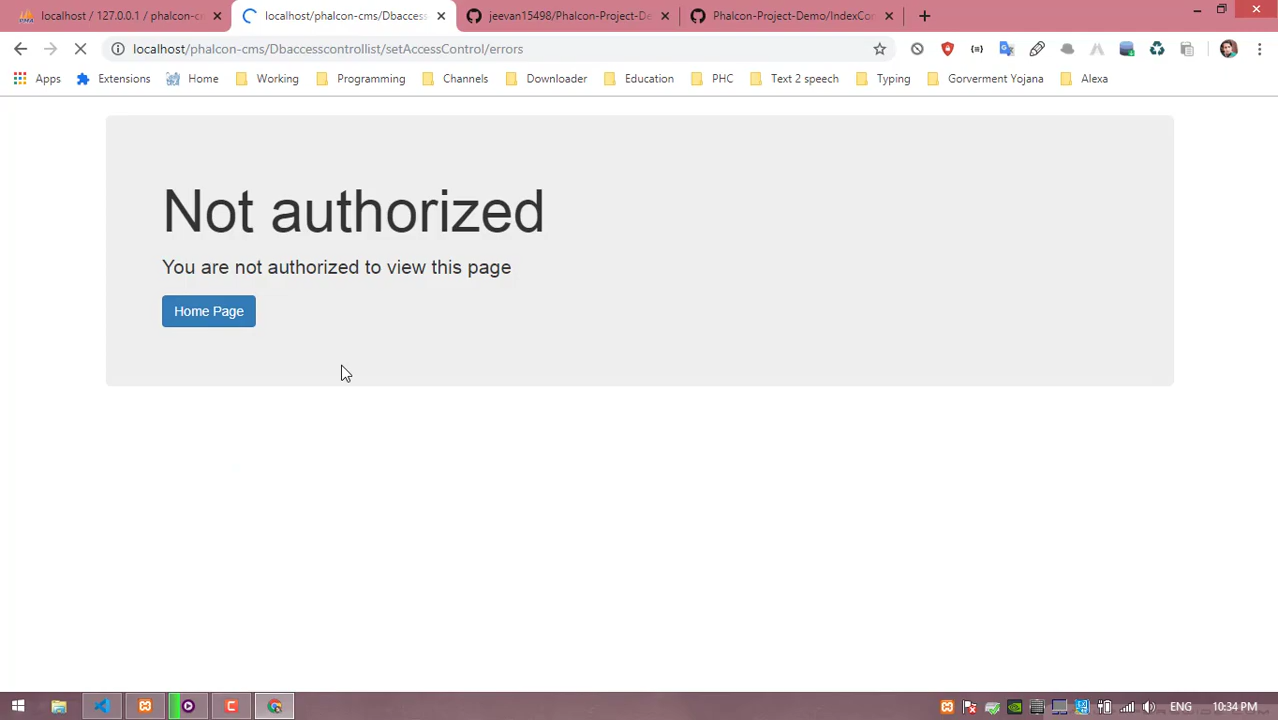 localhost / 127.0.0.1 / phalcon-c
localhost/phalcon-cms/Dbaccess
jeevan15498/Phalcon-Project-De
Phalcon-Project-Demo/IndexCon
localhost/phalcon-cms/Dbaccesscontrollist/setAccessControl/errors
Apps
Extensions
Home
Working
Programming
Channels
Downloader
Education
PHC
Text 2 speech
Typing
Gorverment Yojana
Alexa
Not authorized
You are not authorized to view this page
Home Page
ENG
10:34 PM